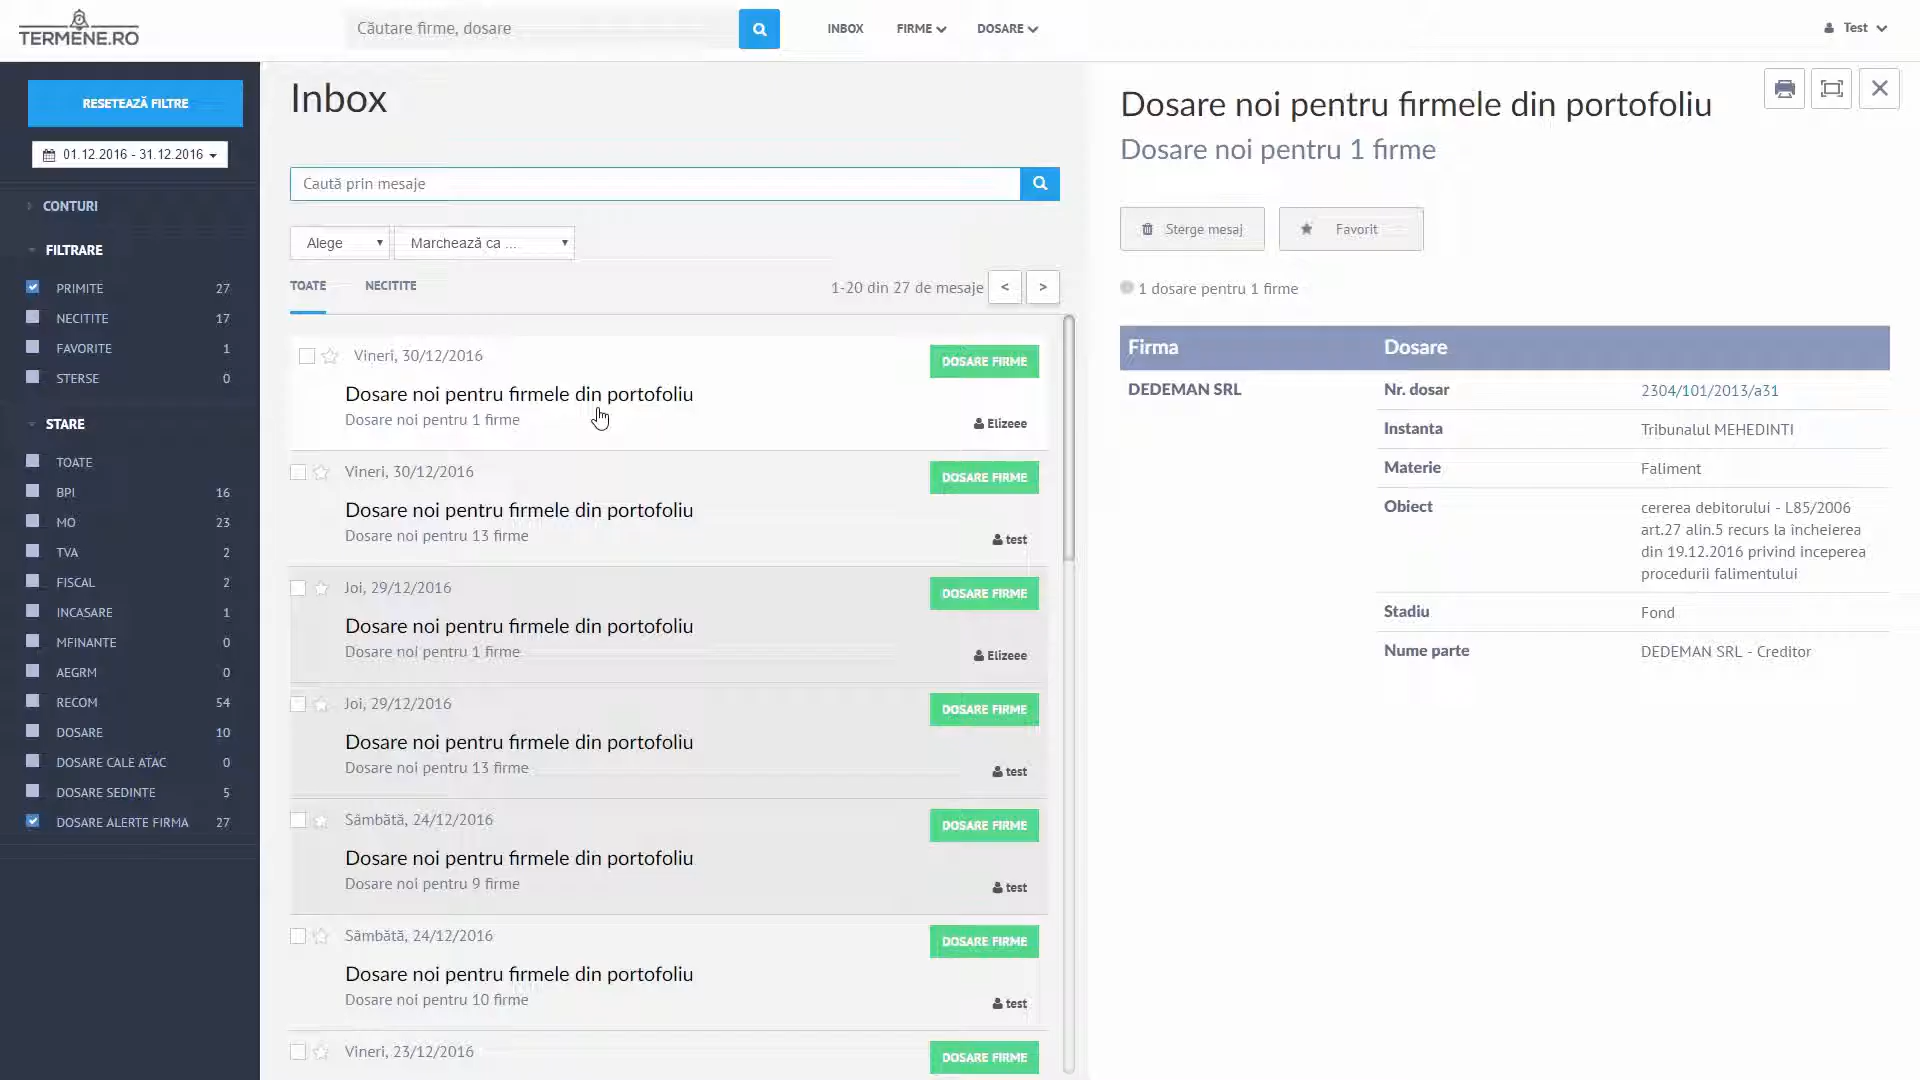 TERMENE.RO
Căutare firme, dosare
INBOX
FIRME
DOSARE
Test
RESETEAZĂ FILTRE
01.12.2016 - 31.12.2016
CONTURI
FILTRARE
PRIMITE 27
NECITITE 17
FAVORITE 1
STERSE 0
STARE
TOATE
BPI 16
MO 23
TVA 2
FISCAL 2
INCASARE 1
MFINANTE 0
AEGRM 0
RECOM 54
DOSARE 10
DOSARE CALE ATAC 0
DOSARE SEDINTE 5
DOSARE ALERTE FIRMA 27
Inbox
Caută prin mesaje
Alege
Marchează ca ...
TOATE
NECITITE
1-20 din 27 de mesaje
< >
Vineri, 30/12/2016
DOSARE FIRME
Dosare noi pentru firmele din portofoliu
Dosare noi pentru 1 firme
Elizeee
Vineri, 30/12/2016
DOSARE FIRME
Dosare noi pentru firmele din portofoliu
Dosare noi pentru 13 firme
test
Joi, 29/12/2016
DOSARE FIRME
Dosare noi pentru firmele din portofoliu
Dosare noi pentru 1 firme
Elizeee
Joi, 29/12/2016
DOSARE FIRME
Dosare noi pentru firmele din portofoliu
Dosare noi pentru 13 firme
test
Sâmbătă, 24/12/2016
DOSARE FIRME
Dosare noi pentru firmele din portofoliu
Dosare noi pentru 9 firme
test
Sâmbătă, 24/12/2016
DOSARE FIRME
Dosare noi pentru firmele din portofoliu
Dosare noi pentru 10 firme
test
Vineri, 23/12/2016
DOSARE FIRME
Dosare noi pentru firmele din portofoliu
Dosare noi pentru 1 firme
Sterge mesaj
Favorit
1 dosare pentru 1 firme
Firma Dosare
DEDEMAN SRL
Nr. dosar 2304/101/2013/a31
Instanta Tribunalul MEHEDINTI
Materie Faliment
Obiect cererea debitorului - L85/2006
art.27 alin.5 recurs la incheierea
din 19.12.2016 privind inceperea
procedurii falimentului
Stadiu Fond
Nume parte DEDEMAN SRL - Creditor